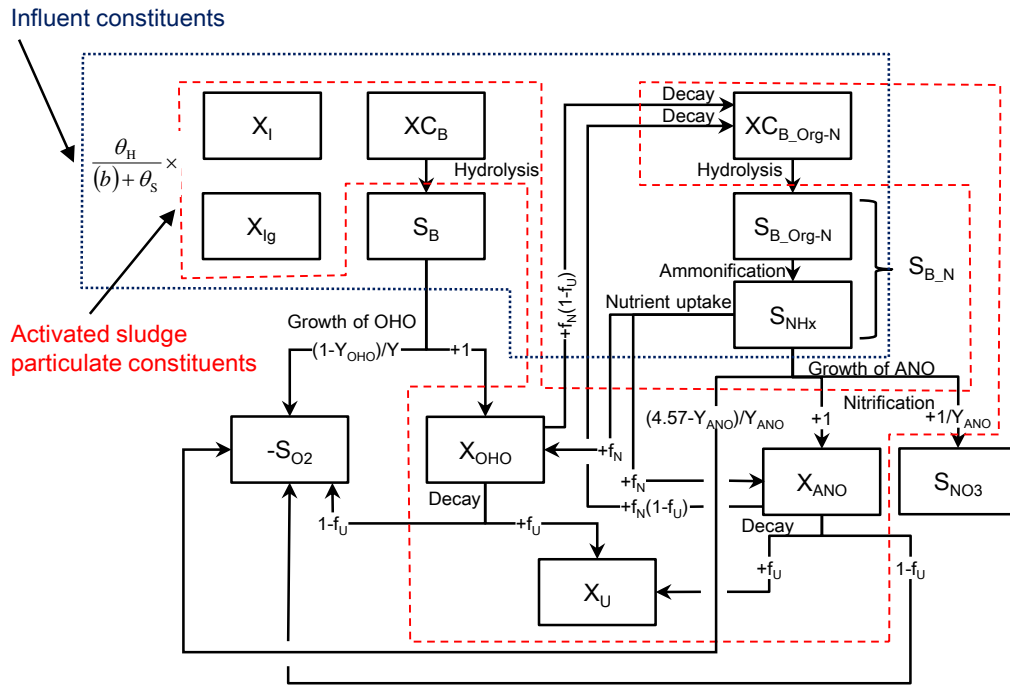 Influent constituents
Decay
Decay
X_I
XC_B
XC_B_Org-N
θ_H
(b) + θ_S
×
Hydrolysis
Hydrolysis
X_Ig
S_B
S_B_Org-N
S_B_N
Ammonification
+f_N(1-f_U)
Nutrient uptake
S_NHx
Activated sludge
particulate constituents
Growth of OHO
(1-Y_OHO)/Y
+1
Growth of ANO
Nitrification
(4.57-Y_ANO)/Y_ANO
+1
+1/Y_ANO
-S_O2
X_OHO
+f_N
+f_N
X_ANO
S_NO3
Decay
+f_N(1-f_U)
Decay
1-f_U
+f_U
+f_U
1-f_U
X_U